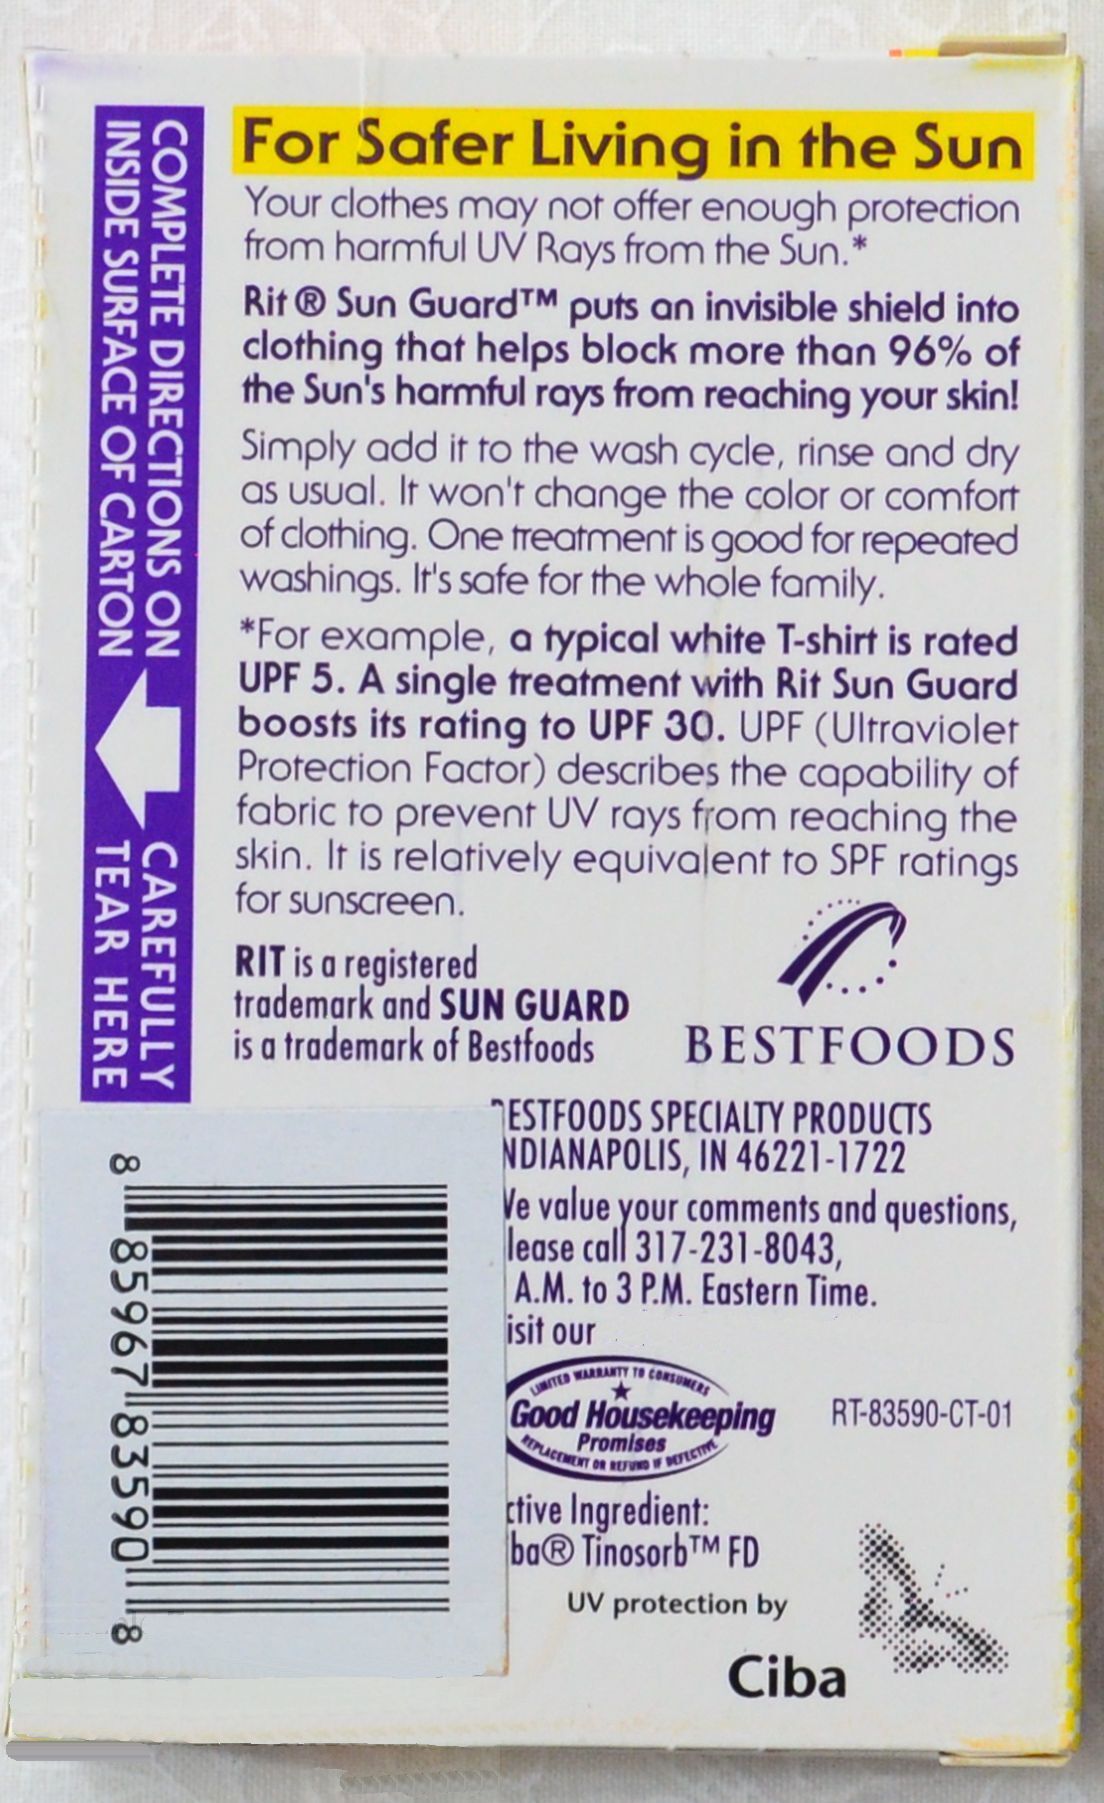 COMPLETE DIRECTIONS ON
INSIDE SURFACE OF CARTON
CAREFULLY
TEAR HERE
For Safer Living in the Sun
Your clothes may not offer enough protection
from harmful UV Rays from the Sun.*
Rit ® Sun Guard™ puts an invisible shield into
clothing that helps block more than 96% of
the Sun's harmful rays from reaching your skin!
Simply add it to the wash cycle, rinse and dry
as usual. It won't change the color or comfort
of clothing. One treatment is good for repeated
washings. It's safe for the whole family.
*For example, a typical white T-shirt is rated
UPF 5. A single treatment with Rit Sun Guard
boosts its rating to UPF 30. UPF (Ultraviolet
Protection Factor) describes the capability of
fabric to prevent UV rays from reaching the
skin. It is relatively equivalent to SPF ratings
for sunscreen.
RIT is a registered
trademark and SUN GUARD
is a trademark of Bestfoods
BESTFOODS
ESTFOODS SPECIALTY PRODUCTS
NDIANAPOLIS, IN 46221-1722
e value your comments and questions,
lease call 317-231-8043,
A.M. to 3 P.M. Eastern Time.
isit our
LIMITED WARRANTY TO CONSUMERS
Good Housekeeping
Promises
REPLACEMENT OR REFUND IF DEFECTIVE
RT-83590-CT-01
ctive Ingredient:
ba® Tinosorb™ FD
UV protection by
Ciba
8 85967 83590 8